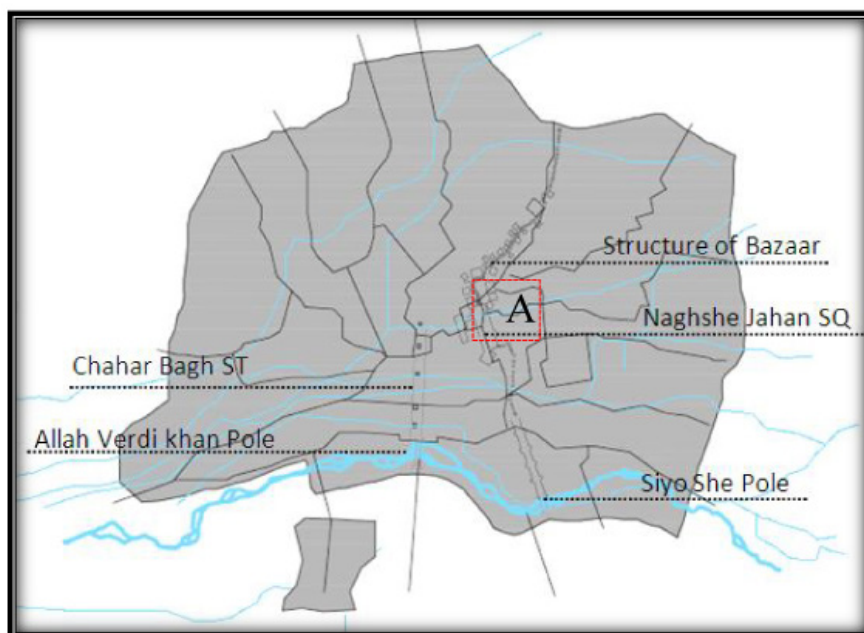 Structure of Bazaar
A
Naghshe Jahan SQ
Chahar Bagh ST
Allah Verdi khan Pole
Siyo She Pole